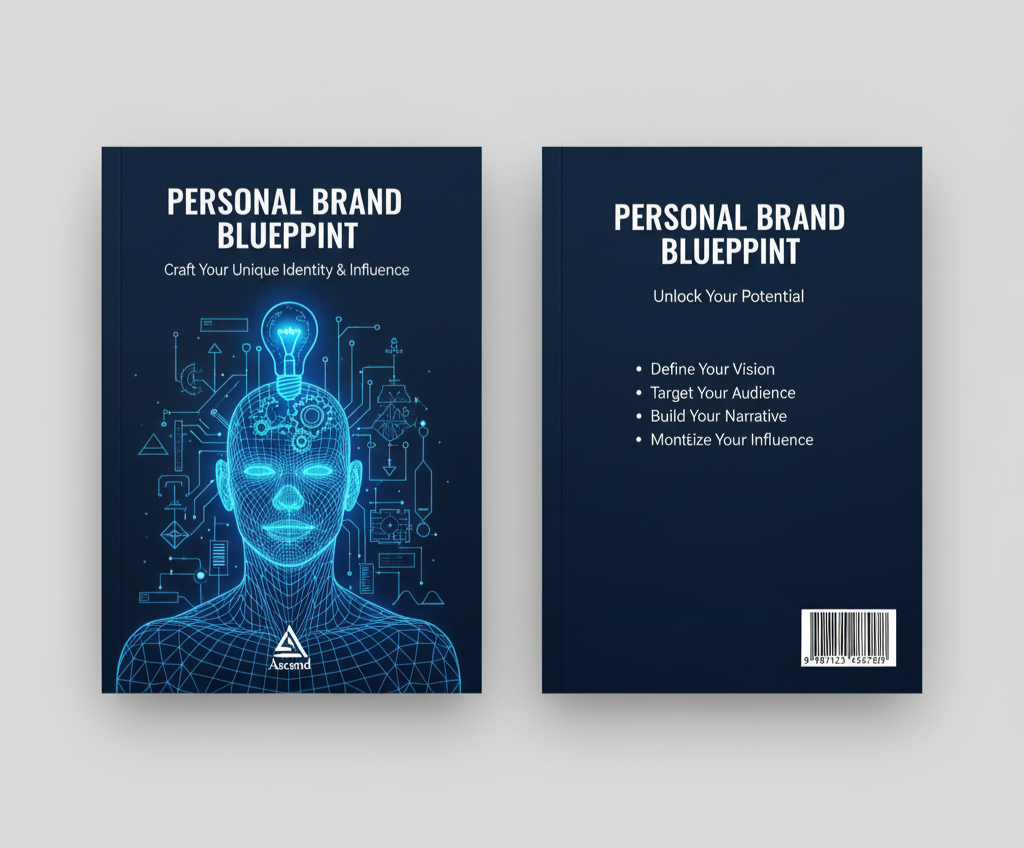 PERSONAL BRAND
BLUEPPINT
Craft Your Unique Identity & Influence
Ascsmd
PERSONAL BRAND
BLUEPPINT
Unlock Your Potential
• Define Your Vision
• Target Your Audience
• Build Your Narrative
• Your Influence